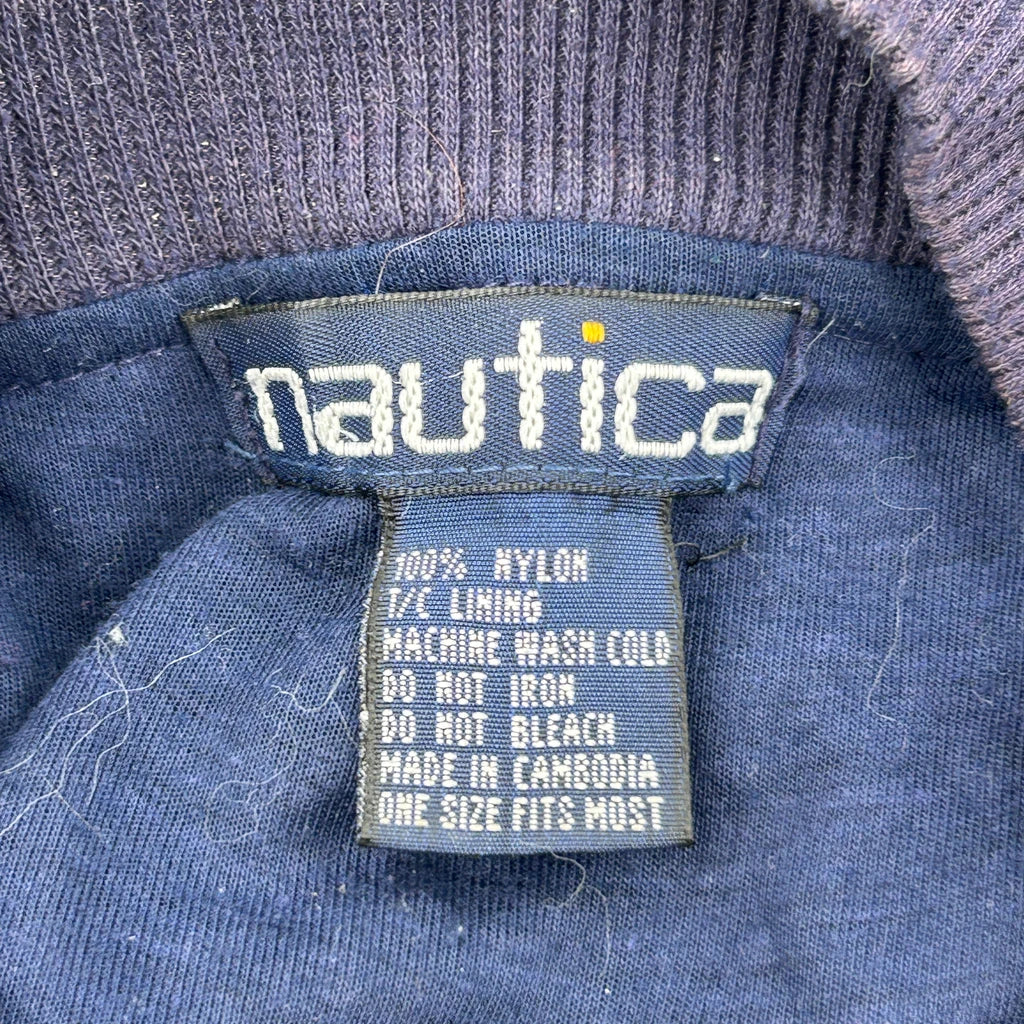 nautica
100% NYLON
T/C LINING
MACHINE WASH COLD
DO NOT IRON
DO NOT BLEACH
MADE IN CAMBODIA
ONE SIZE FITS MOST